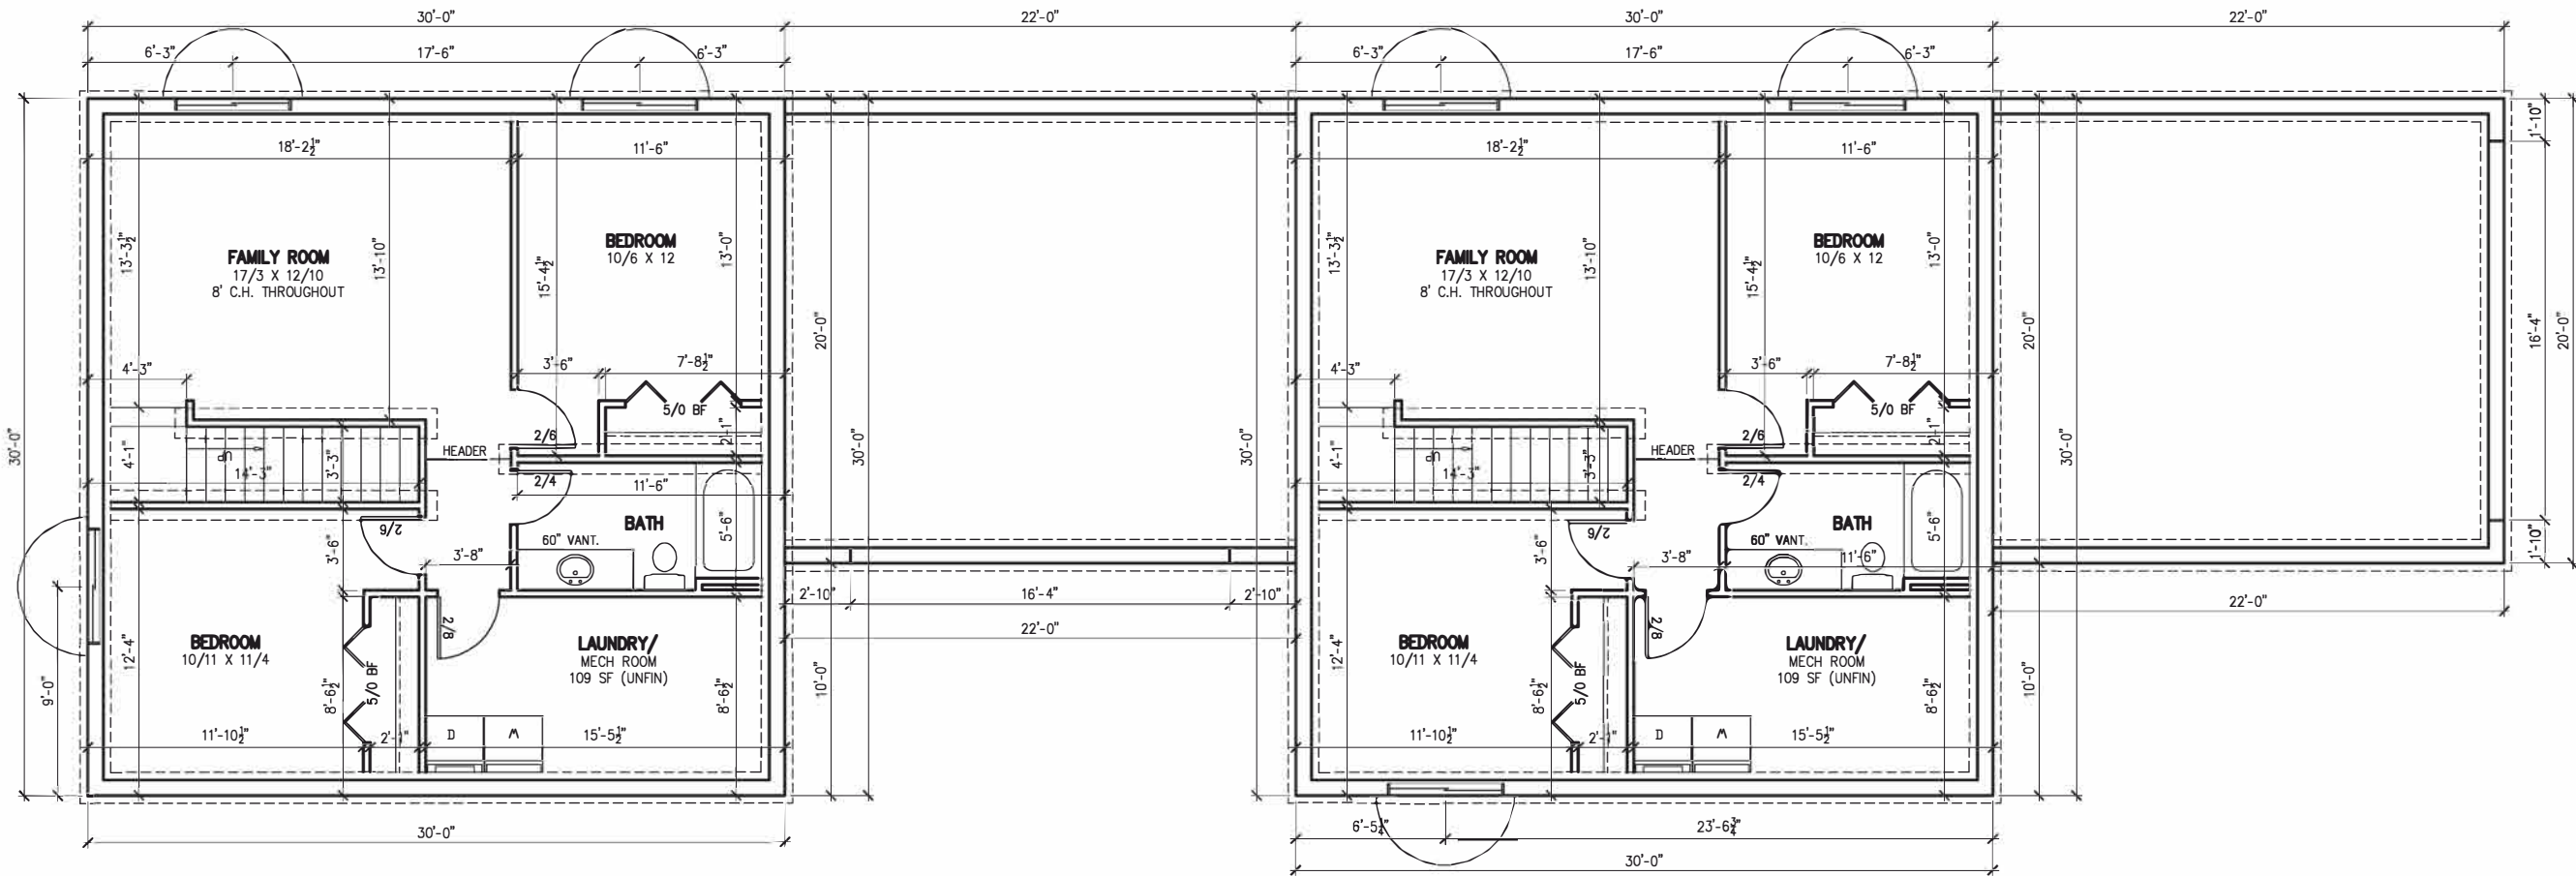 30'-0" 22'-0" 30'-0" 22'-0"
6'-3" 17'-6" 6'-3" 6'-3" 17'-6" 6'-3"
18'-2½" 11'-6" 18'-2½" 11'-6"
1'-10"
13'-3½" 13'-10" 15'-4½" 13'-0" 13'-3½" 13'-10" 15'-4½" 13'-0"
FAMILY ROOM
17/3 X 12/10
8' C.H. THROUGHOUT
BEDROOM
10/6 X 12
FAMILY ROOM
17/3 X 12/10
8' C.H. THROUGHOUT
BEDROOM
10/6 X 12
20'-0" 20'-0" 16'-4" 20'-0"
4'-3" 3'-6" 7'-8½" 4'-3" 3'-6" 7'-8½"
5/0 BF 5/0 BF
2/6 2'-1" 2/6 2'-1"
30'-0" 4'-1" UP 14'-3" 3'-3" HEADER 30'-0" 30'-0" 4'-1" UP 14'-3" 3'-3" HEADER 30'-0"
2/4 11'-6" 2/4
2/6 BATH 5'-6" 2/6 BATH 5'-6"
3'-6" 3'-8" 60" VANT. 3'-6" 3'-8" 60" VANT. 11'-6" 1'-10"
2'-10" 16'-4" 2'-10" 22'-0"
22'-0"
2/8 2/8
BEDROOM
10/11 X 11/4
LAUNDRY/
MECH ROOM
109 SF (UNFIN)
BEDROOM
10/11 X 11/4
LAUNDRY/
MECH ROOM
109 SF (UNFIN)
9'-0" 12'-4" 8'-6½" 5/0 BF 8'-6½" 10'-0" 12'-4" 8'-6½" 5/0 BF 8'-6½" 10'-0"
11'-10½" 2'-1" D W 15'-5½" 11'-10½" 2'-1" D W 15'-5½"
30'-0" 6'-5¼" 23'-6¾"
30'-0"